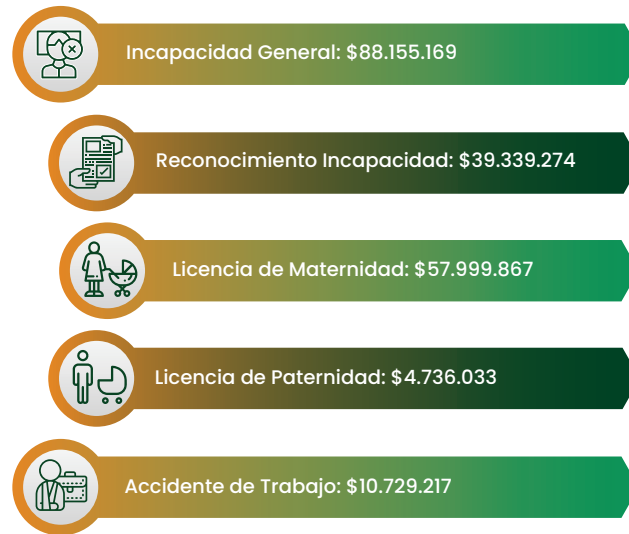 Incapacidad General: $88.155.169
Reconocimiento Incapacidad: $39.339.274
Licencia de Maternidad: $57.999.867
Licencia de Paternidad: $4.736.033
Accidente de Trabajo: $10.729.217